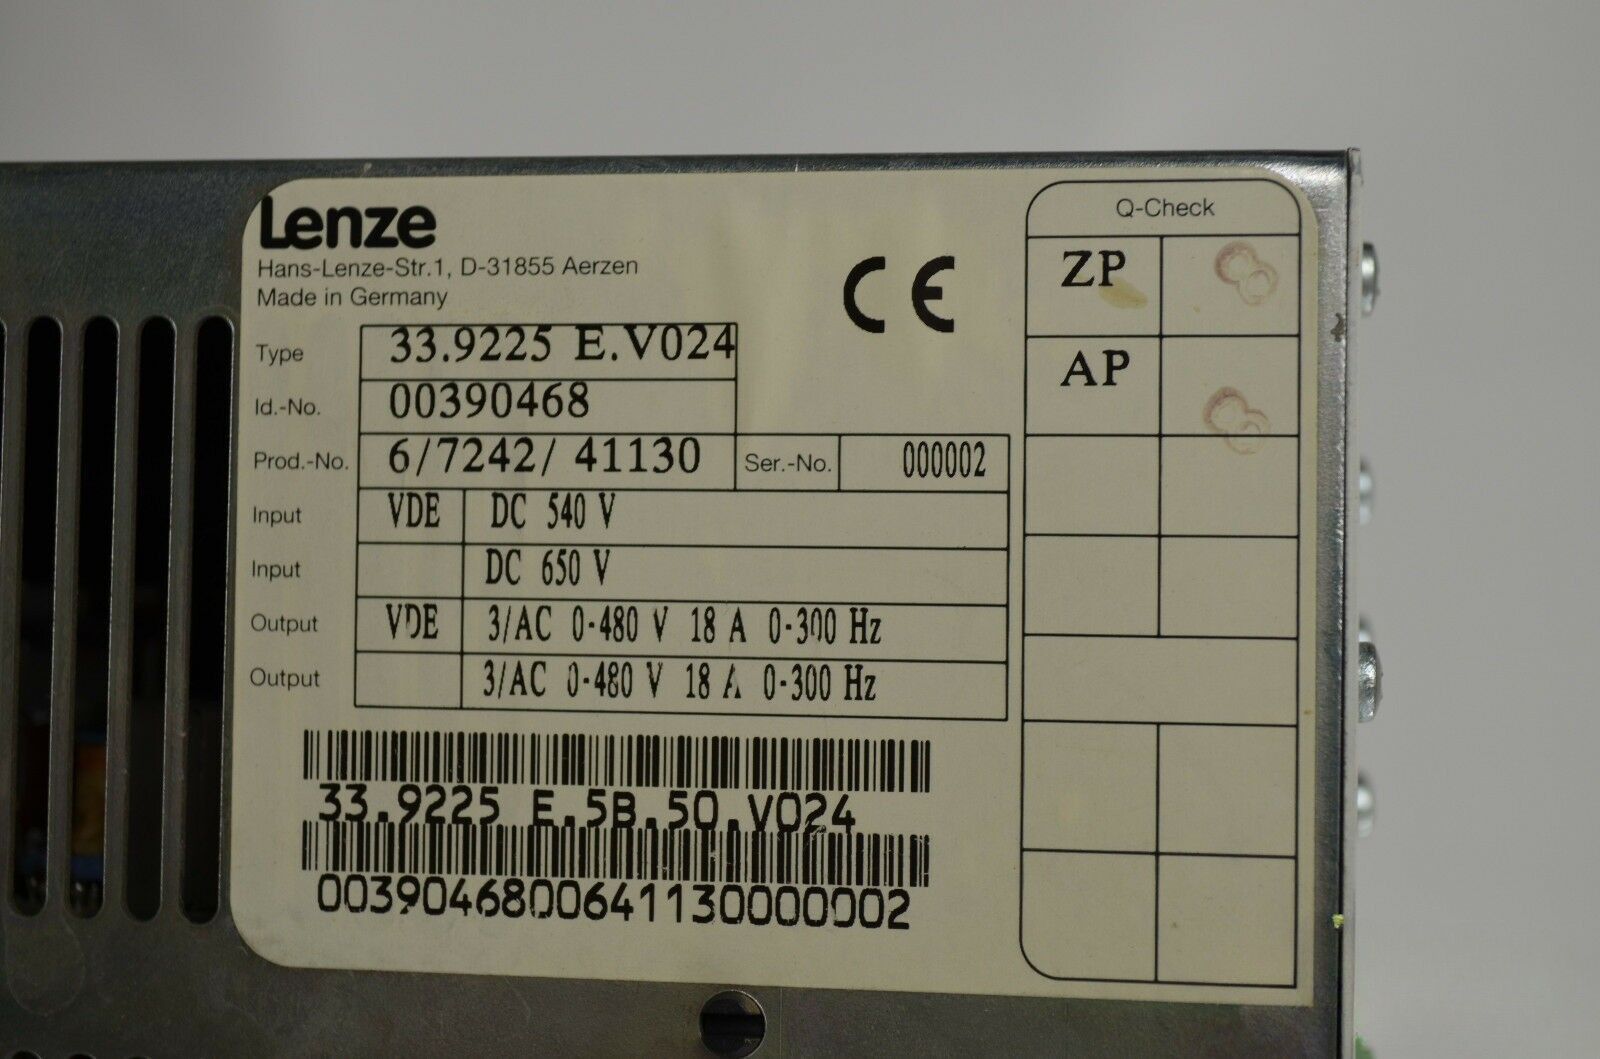 Lenze
Hans-Lenze-Str.1, D-31855 Aerzen
Made in Germany
CE
Q-Check
ZP
AP
Type 33.9225 E.V024
Id.-No. 00390468
Prod.-No. 6/7242/ 41130 Ser.-No. 000002
Input VDE DC 540 V
Input DC 650 V
Output VDE 3/AC 0-480 V 18 A 0-300 Hz
Output 3/AC 0-480 V 18 A 0-300 Hz
33.9225 E.5B.50.V024
0039046800641130000002